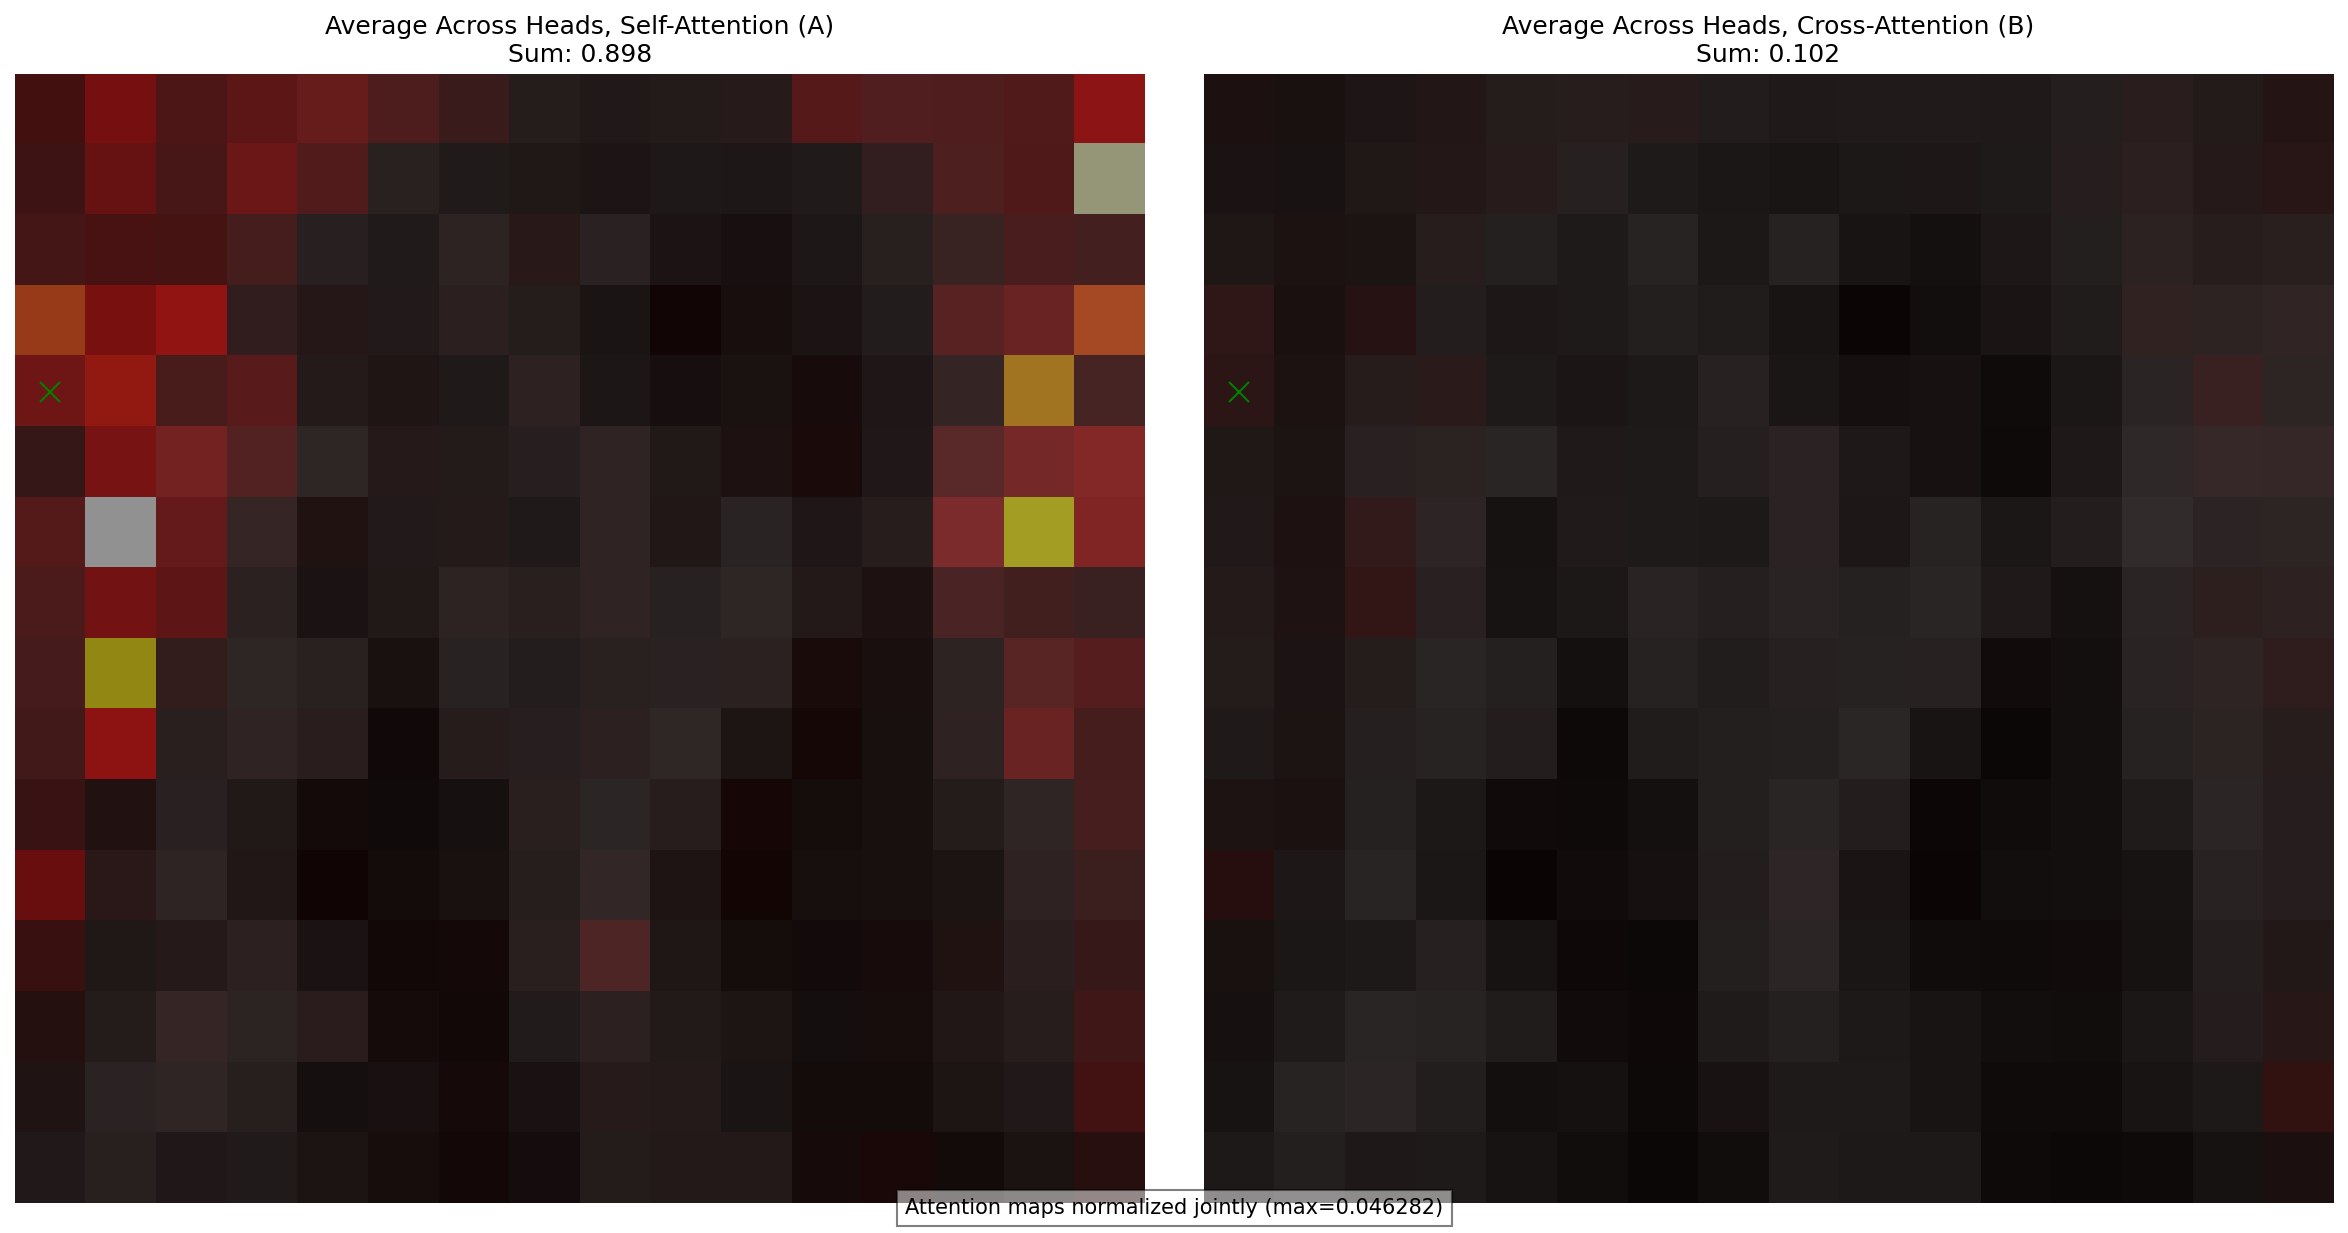 Average Across Heads, Self-Attention (A)
Sum: 0.898
Average Across Heads, Cross-Attention (B)
Sum: 0.102
Attention maps normalized jointly (max=0.046282)